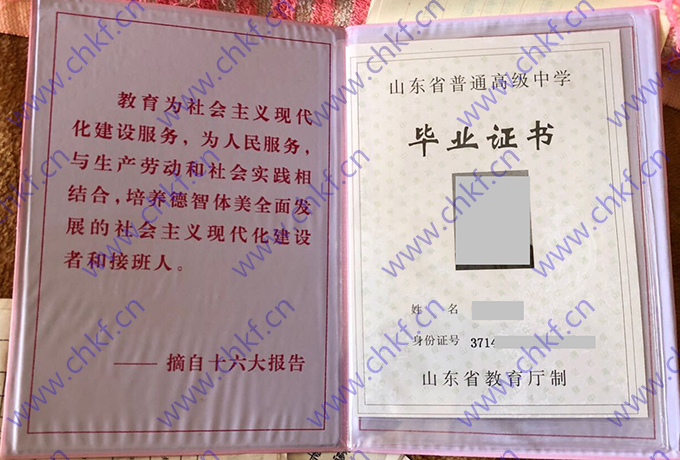 教育为社会主义现代
化建设服务，为人民服务，
与生产劳动和社会实践相
结合，培养德智体美全面发
展的社会主义现代化建设
者和接班人。
——摘自十六大报告
山东省普通高级中学
毕业证书
姓 名
身份证号 3714
山东省教育厅制
www.chkf.cn